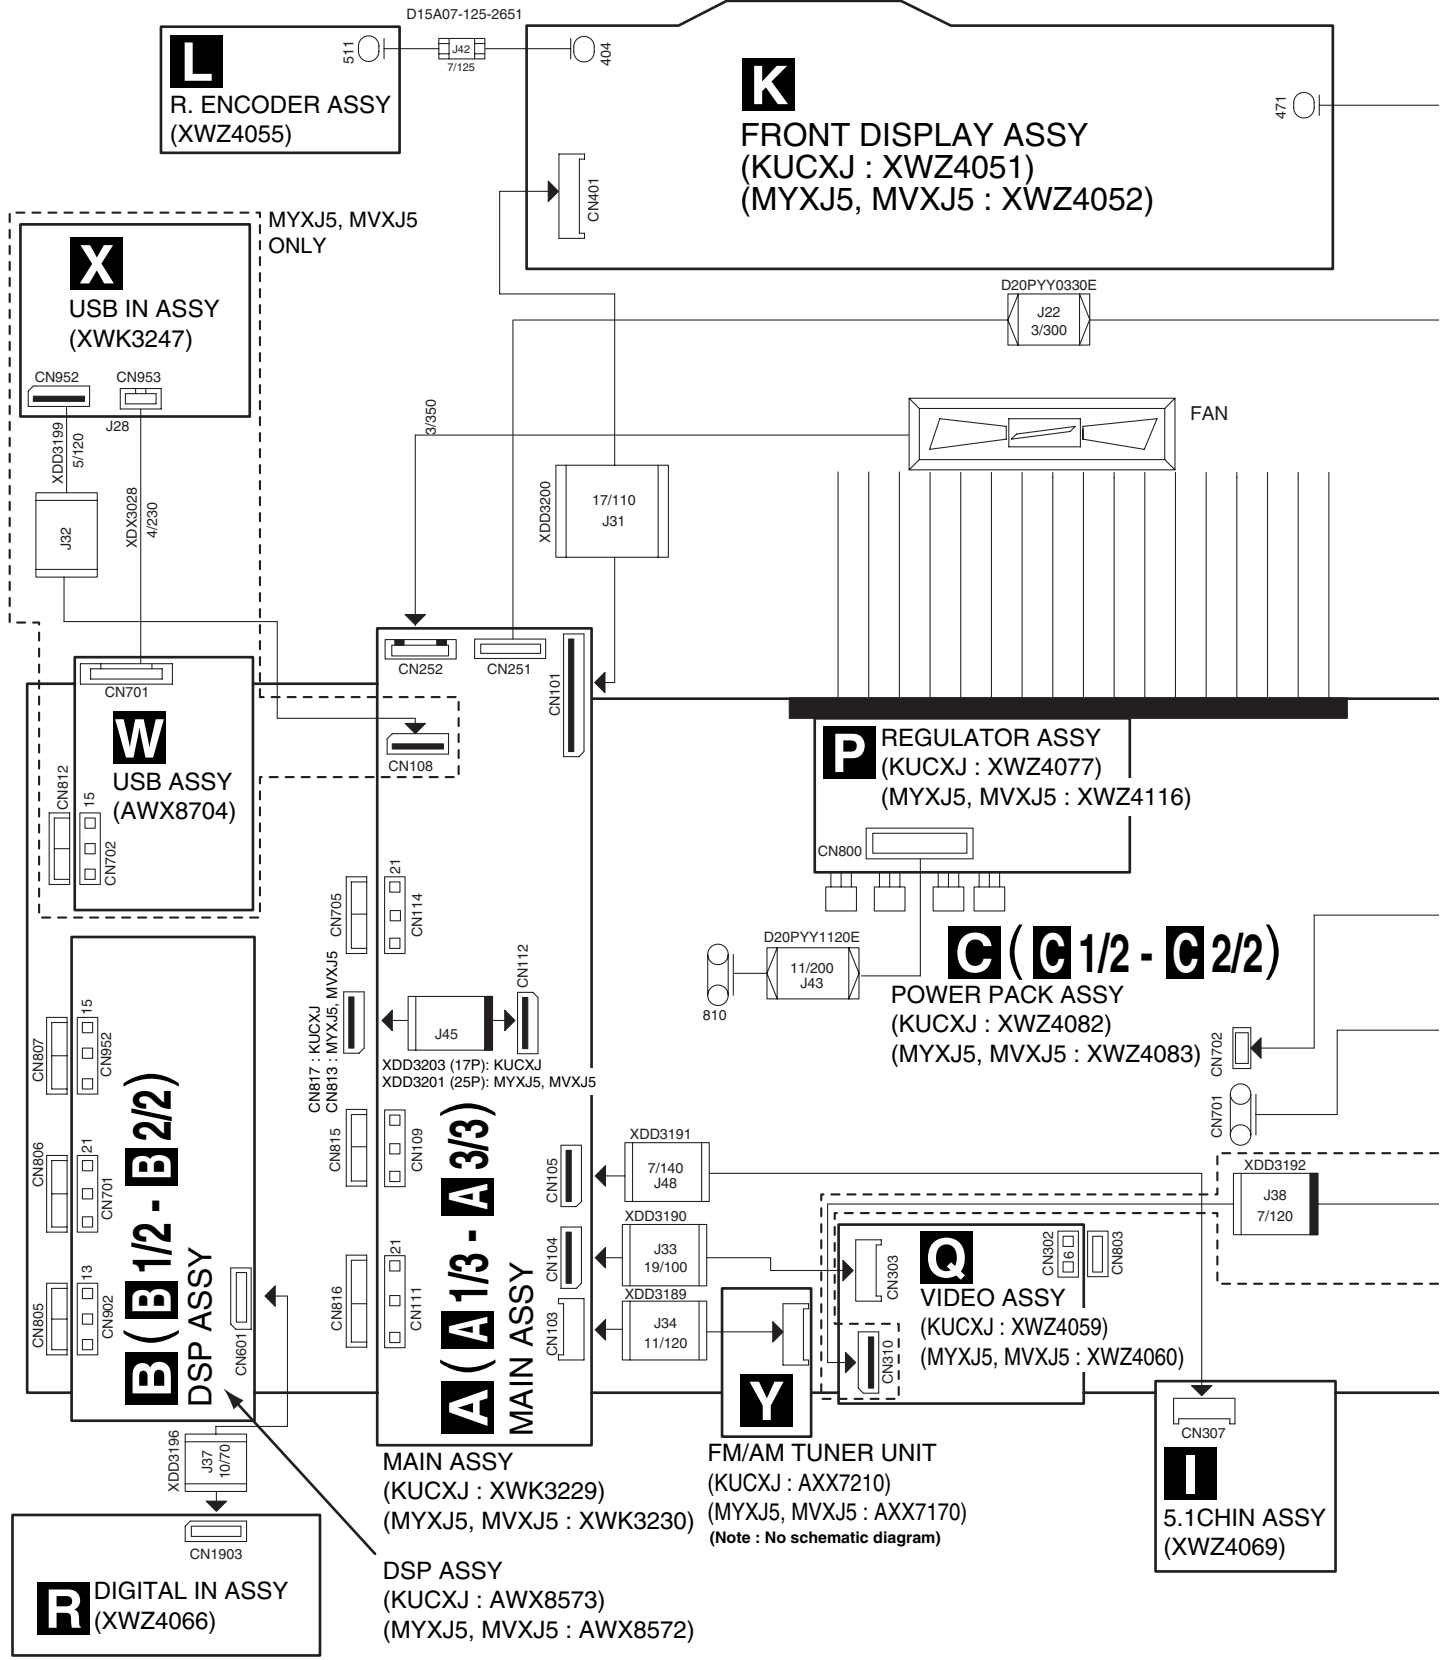 D15A07-125-2651
511
J42
7/125
404
L
R. ENCODER ASSY
(XWZ4055)
K
FRONT DISPLAY ASSY
(KUCXJ : XWZ4051)
(MYXJ5, MVXJ5 : XWZ4052)
471
CN401
MYXJ5, MVXJ5
ONLY
X
USB IN ASSY
(XWK3247)
CN952
CN953
J28
XDD3199
5/120
J32
XDX3028
4/230
D20PYY0330E
J22
3/300
3/350
FAN
XDD3200
17/110
J31
CN252
CN251
CN101
CN701
W
USB ASSY
(AWX8704)
CN812
15
CN702
CN108
P
REGULATOR ASSY
(KUCXJ : XWZ4077)
(MYXJ5, MVXJ5 : XWZ4116)
CN800
CN705
21
CN114
D20PYY1120E
11/200
J43
810
C ( C 1/2 - C 2/2)
POWER PACK ASSY
(KUCXJ : XWZ4082)
(MYXJ5, MVXJ5 : XWZ4083)
CN702
CN701
CN817 : KUCXJ
CN813 : MYXJ5, MVXJ5
J45
CN112
XDD3203 (17P): KUCXJ
XDD3201 (25P): MYXJ5, MVXJ5
CN807
15
CN952
CN806
21
CN701
CN805
13
CN902
B ( B 1/2 - B 2/2)
DSP ASSY
CN601
CN815
CN109
CN816
21
CN111
A ( A 1/3 - A 3/3)
MAIN ASSY
CN105
CN104
CN103
XDD3191
7/140
J48
XDD3190
J33
19/100
XDD3189
J34
11/120
XDD3192
J38
7/120
CN303
Q
VIDEO ASSY
(KUCXJ : XWZ4059)
(MYXJ5, MVXJ5 : XWZ4060)
CN302
6
CN803
CN310
Y
FM/AM TUNER UNIT
(KUCXJ : AXX7210)
(MYXJ5, MVXJ5 : AXX7170)
(Note : No schematic diagram)
CN307
I
5.1CHIN ASSY
(XWZ4069)
MAIN ASSY
(KUCXJ : XWK3229)
(MYXJ5, MVXJ5 : XWK3230)
XDD3196
J37
10/70
CN1903
R
DIGITAL IN ASSY
(XWZ4066)
DSP ASSY
(KUCXJ : AWX8573)
(MYXJ5, MVXJ5 : AWX8572)